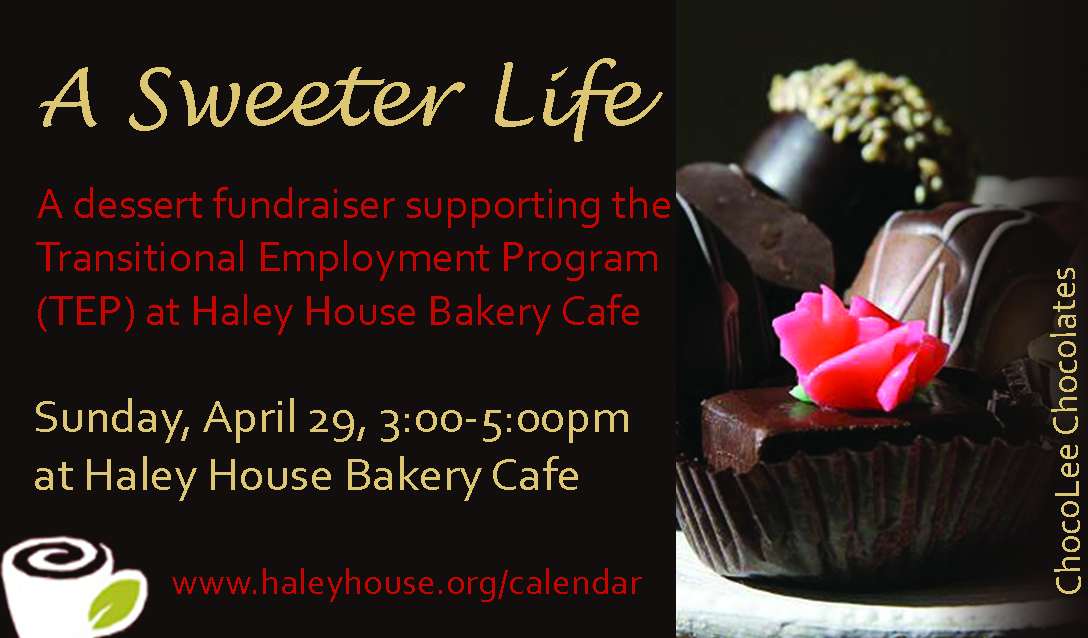 A Sweeter Life
A dessert fundraiser supporting the
Transitional Employment Program
(TEP) at Haley House Bakery Cafe
Sunday, April 29, 3:00-5:00pm
at Haley House Bakery Cafe
www.haleyhouse.org/calendar
ChocoLee Chocolates